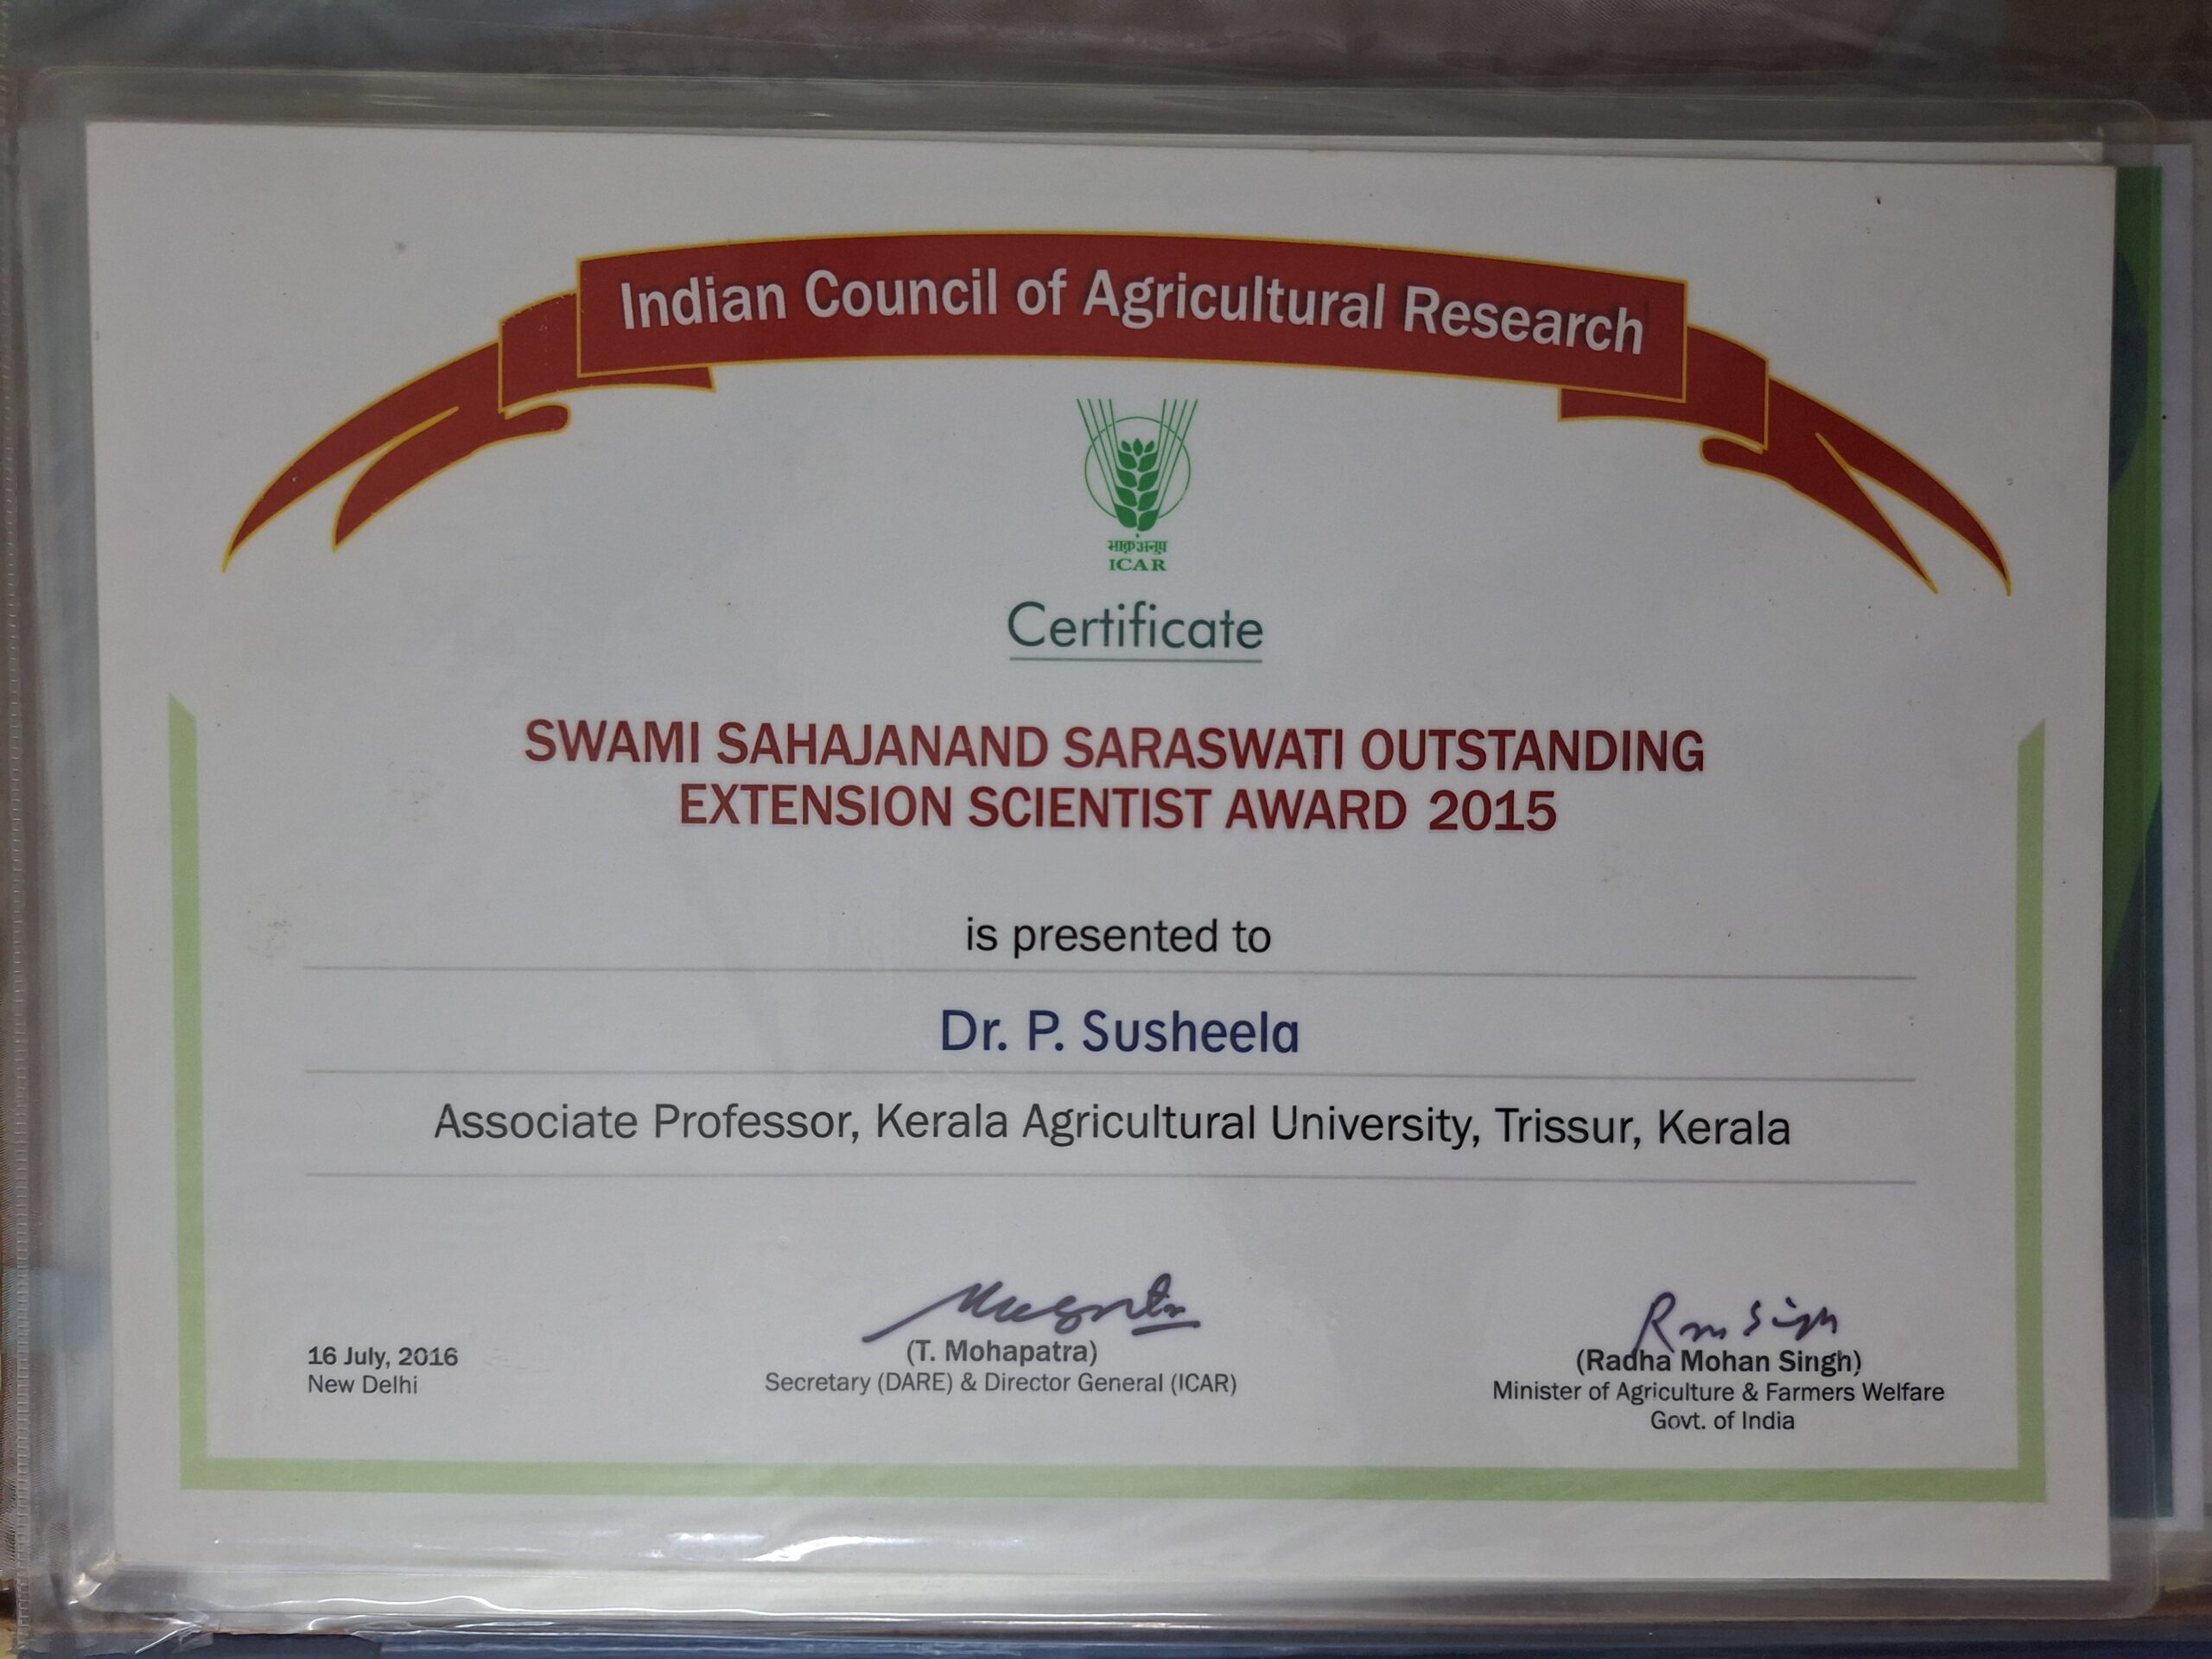 Indian Council of Agricultural Research
भाकृअनुप
ICAR
Certificate
SWAMI SAHAJANAND SARASWATI OUTSTANDING
EXTENSION SCIENTIST AWARD 2015
is presented to
Dr. P. Susheela
Associate Professor, Kerala Agricultural University, Trissur, Kerala
16 July, 2016
New Delhi
(T. Mohapatra)
Secretary (DARE) & Director General (ICAR)
R m Singh
(Radha Mohan Singh)
Minister of Agriculture & Farmers Welfare
Govt. of India